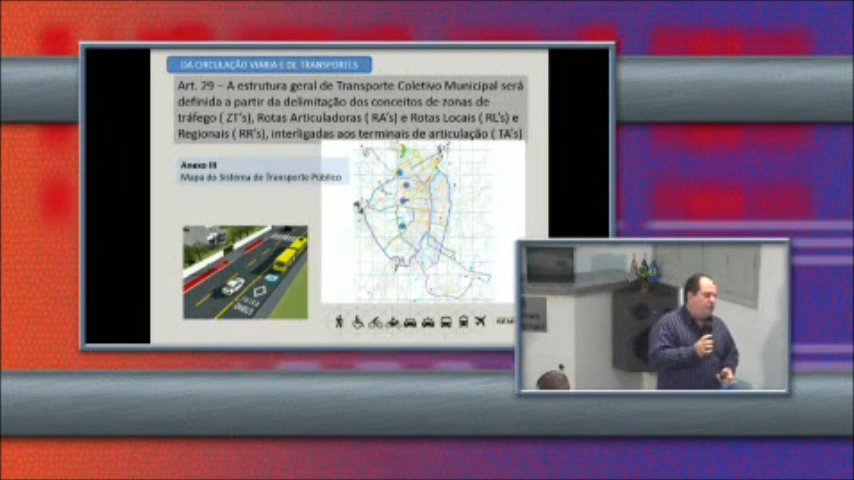 DA CIRCULAÇÃO VIÁRIA E DE TRANSPORTES
Art. 29 – A estrutura geral de Transporte Coletivo Municipal será
definida a partir da delimitação dos conceitos de zonas de
tráfego ( ZT's), Rotas Articuladoras ( RA's) e Rotas Locais ( RL's) e
Regionais ( RR's), interligadas aos terminais de articulação ( TA's)
Anexo III
Mapa do Sistema de Transporte Público
FAIXA
ÔNIBUS